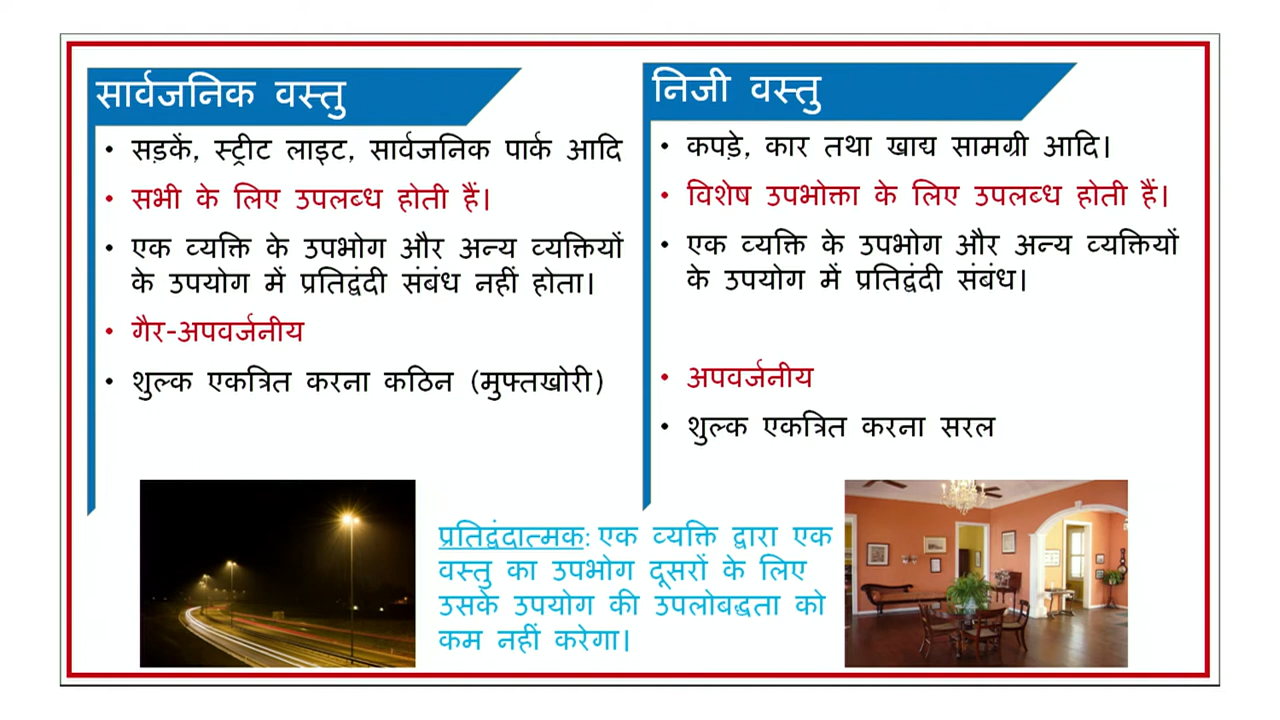 सार्वजनिक वस्तु
• सड़कें, स्ट्रीट लाइट, सार्वजनिक पार्क आदि
• सभी के लिए उपलब्ध होती हैं।
• एक व्यक्ति के उपभोग और अन्य व्यक्तियों
के उपयोग में प्रतिद्वंदी संबंध नहीं होता।
• गैर-अपवर्जनीय
• शुल्क एकत्रित करना कठिन (मुफ्तखोरी)
निजी वस्तु
• कपड़े, कार तथा खाद्य सामग्री आदि।
• विशेष उपभोक्ता के लिए उपलब्ध होती हैं।
• एक व्यक्ति के उपभोग और अन्य व्यक्तियों
के उपयोग में प्रतिद्वंदी संबंध।
• अपवर्जनीय
• शुल्क एकत्रित करना सरल
प्रतिद्वंदात्मक: एक व्यक्ति द्वारा एक
वस्तु का उपभोग दूसरों के लिए
उसके उपयोग की उपलोबद्धता को
कम नहीं करेगा।